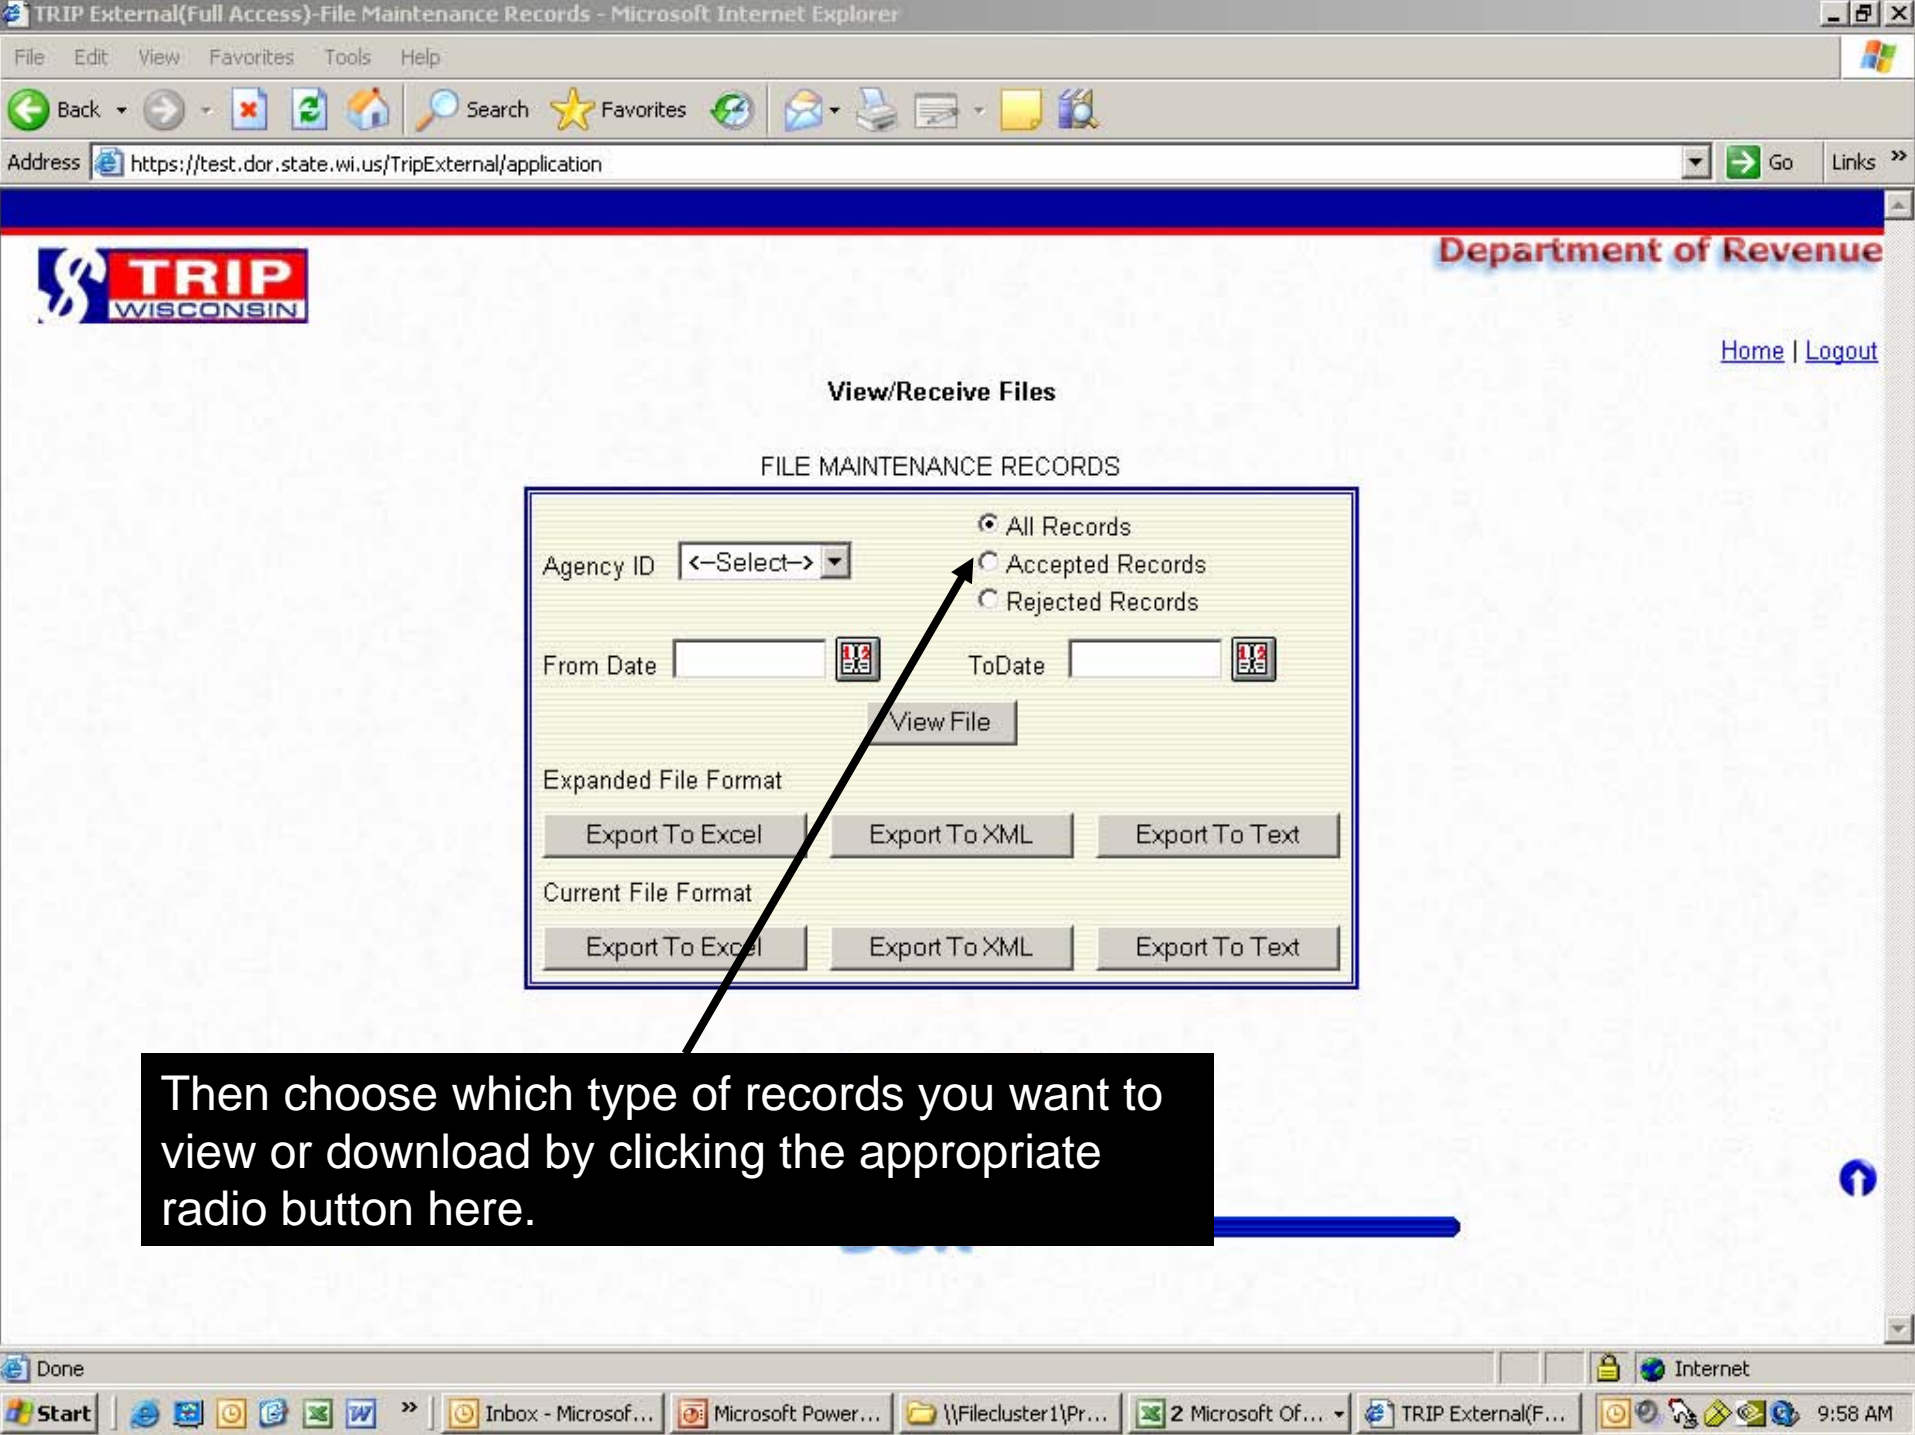 TRIP External(Full Access)-File Maintenance Records - Microsoft Internet Explorer
File Edit View Favorites Tools Help
Back Search Favorites
Address https://test.dor.state.wi.us/TripExternal/application Go Links »
TRIP
WISCONSIN
Department of Revenue
Home | Logout
View/Receive Files
FILE MAINTENANCE RECORDS
All Records
Agency ID <--Select--> Accepted Records
Rejected Records
From Date ToDate
View File
Expanded File Format
Export To Excel Export To XML Export To Text
Current File Format
Export To Excel Export To XML Export To Text
Then choose which type of records you want to
view or download by clicking the appropriate
radio button here.
Done Internet
Start » Inbox - Microsof... Microsoft Power... \\Filecluster1\Pr... 2 Microsoft Of... TRIP External(F... 9:58 AM